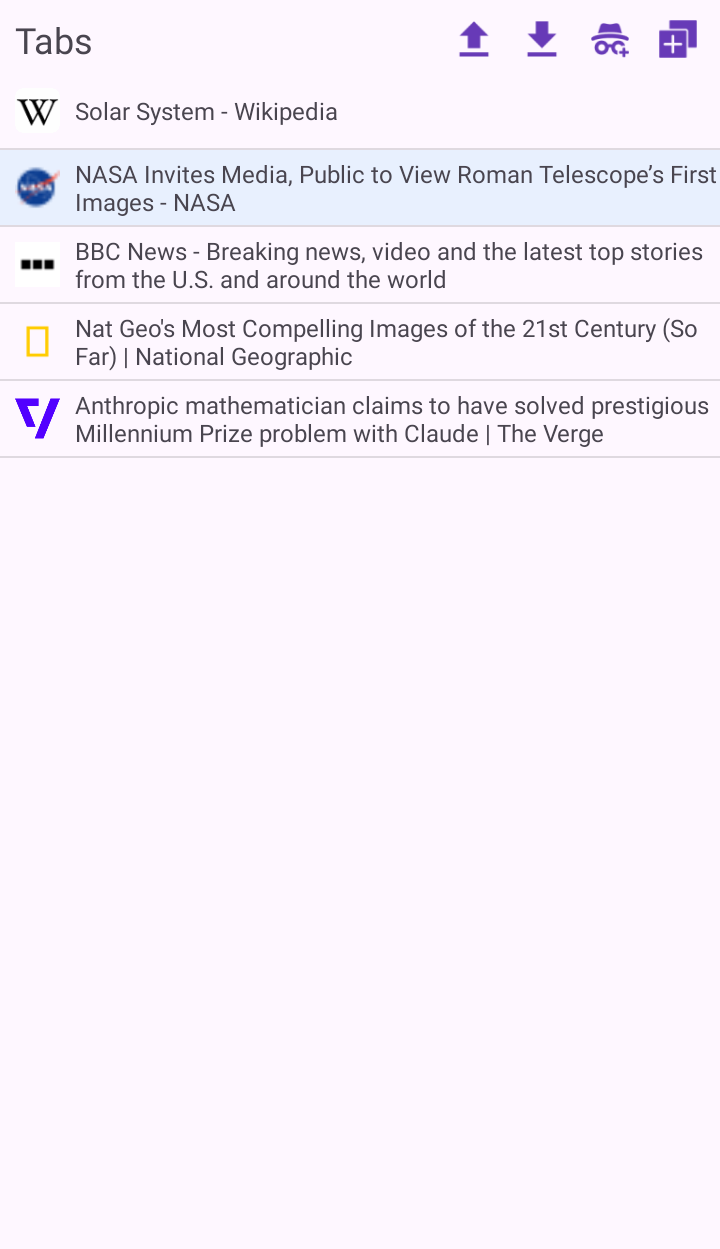 Tabs
W
Solar System - Wikipedia
NASA
NASA Invites Media, Public to View Roman Telescope’s First
Images - NASA
BBC News - Breaking news, video and the latest top stories
from the U.S. and around the world
Nat Geo's Most Compelling Images of the 21st Century (So
Far) | National Geographic
Anthropic mathematician claims to have solved prestigious
Millennium Prize problem with Claude | The Verge